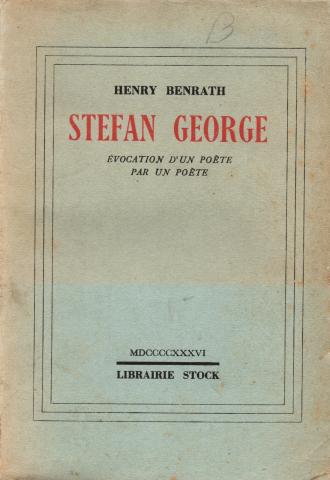 B
HENRY BENRATH
STEFAN GEORGE
ÉVOCATION D'UN POÈTE
PAR UN POÈTE
MDCCCCXXXVI
LIBRAIRIE STOCK